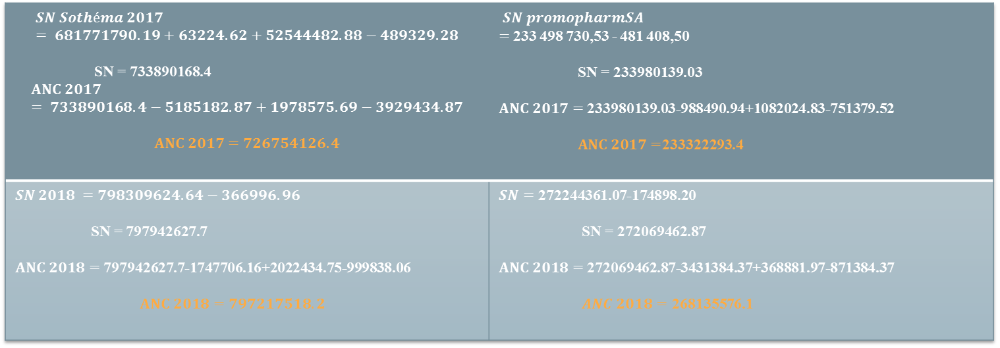 SN Sothéma 2017
= 681771790.19 + 63224.62 + 52544482.88 − 489329.28
SN = 733890168.4
ANC 2017
= 733890168.4 − 5185182.87 + 1978575.69 − 3929434.87
ANC 2017 = 726754126.4
SN promopharmSA
= 233 498 730,53 - 481 408,50
SN = 233980139.03
ANC 2017 = 233980139.03-988490.94+1082024.83-751379.52
ANC 2017 =233322293.4
SN 2018 = 798309624.64 − 366996.96
SN = 797942627.7
ANC 2018 = 797942627.7-1747706.16+2022434.75-999838.06
ANC 2018 797217518.2
SN = 272244361.07-174898.20
SN = 272069462.87
ANC 2018 = 272069462.87-3431384.37+368881.97-871384.37
ANC 2018 268135576.1